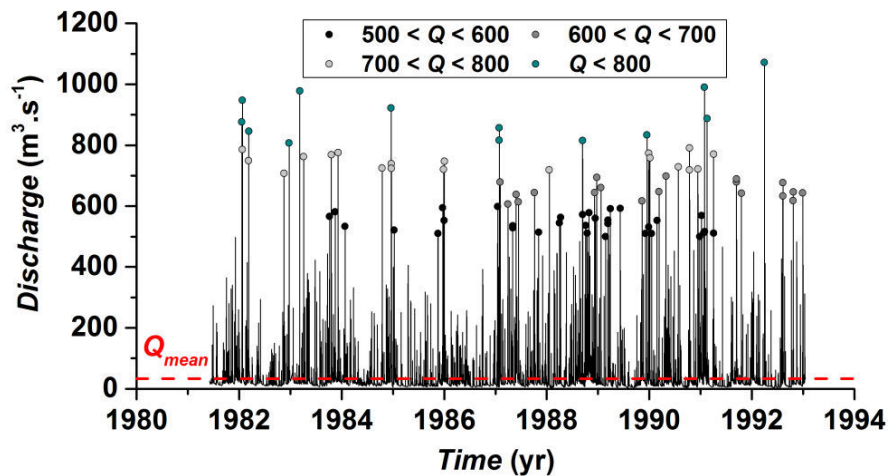 1200
1000
800
600
400
200
0
Discharge (m³.s⁻¹)
500 < Q < 600 600 < Q < 700
700 < Q < 800 Q < 800
Qmean
1980 1982 1984 1986 1988 1990 1992 1994
Time (yr)